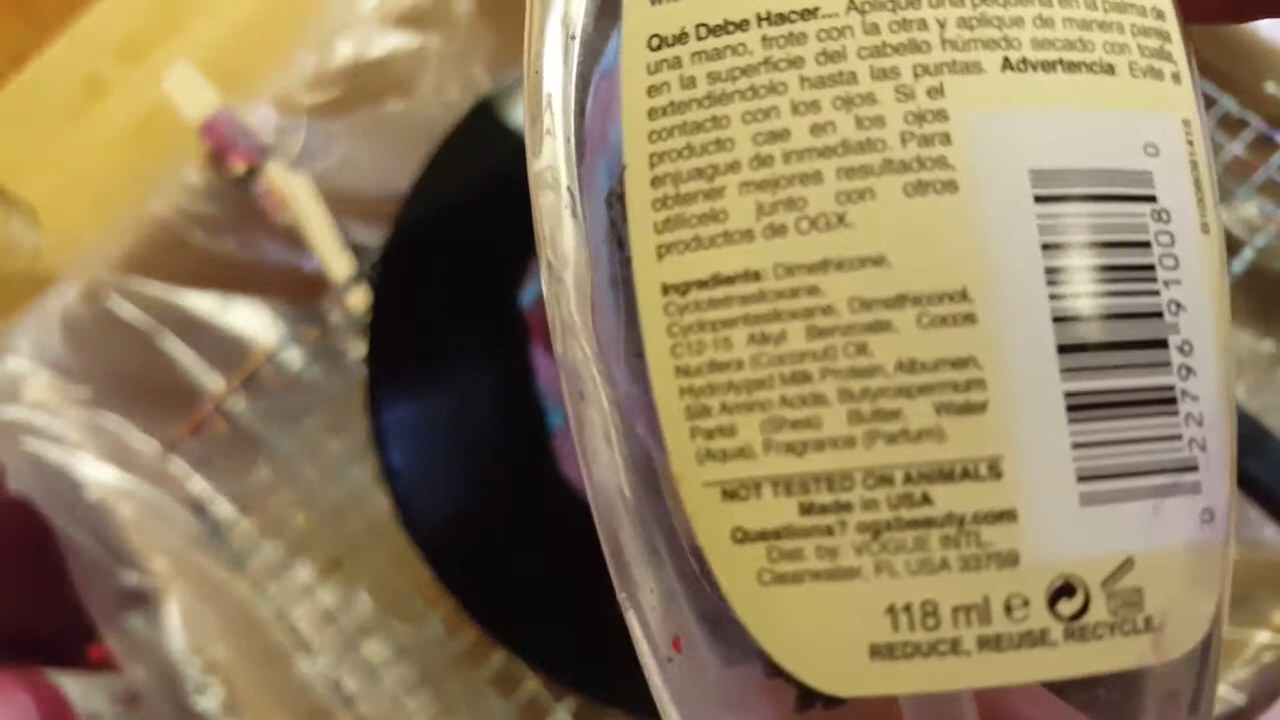 Qué Debe Hacer... Aplique una pequeña en la palma de
una mano, frote con la otra y aplique de manera pareja
en la superficie del cabello húmedo secado con toalla,
extendiéndolo hasta las puntas. Advertencia: Evite el
contacto con los ojos. Si el
producto cae en los ojos
enjuague de inmediato. Para
obtener mejores resultados,
utilícelo junto con otros
productos de OGX.
Ingredients: Dimethicone,
Cyclotetrasiloxane,
Cyclopentasiloxane, Dimethiconol,
C12-15 Alkyl Benzoate, Cocos
Nucifera (Coconut) Oil,
Hydrolyzed Milk Protein, Albumen,
Silk Amino Acids, Butyrospermum
Parkii (Shea) Butter, Water
(Aqua), Fragrance (Parfum).
NOT TESTED ON ANIMALS
Made in USA
Questions? ogxbeauty.com
Dist. by: VOGUE INTL.
Clearwater, FL USA 33759
118 ml e
REDUCE, REUSE, RECYCLE.
0 22796 91008 0